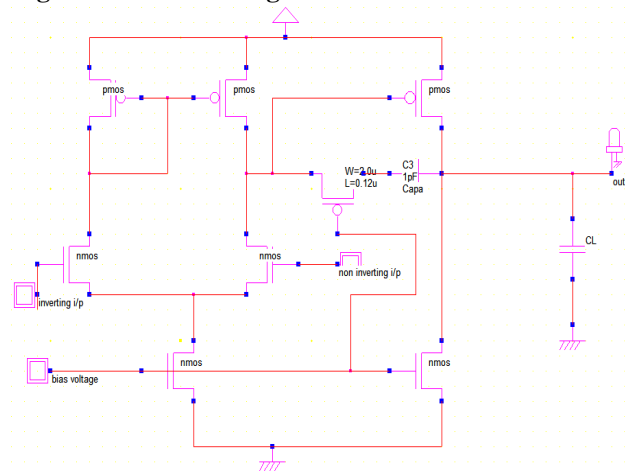 pmos
pmos
pmos
W=2.0u
L=0.12u
C3
1pF
Capa
out
nmos
nmos
non inverting i/p
CL
inverting i/p
nmos
nmos
bias voltage